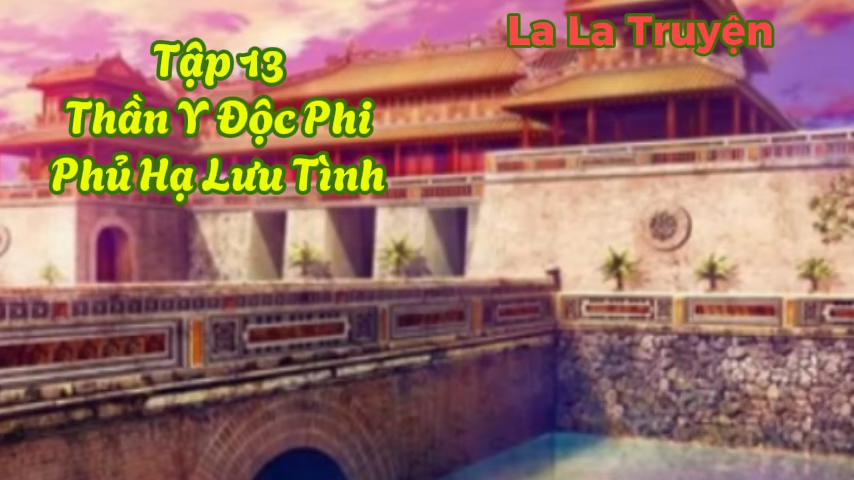 La La Truyện
Tập 13
Thần Y Độc Phi
Phủ Hạ Lưu Tình